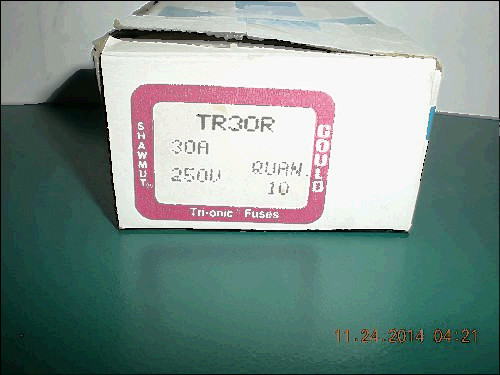 TR30R
30A
250V
QUAN.
10
SHAWMUT®
GOULD
Tri-onic Fuses
11.24.2014 04:21